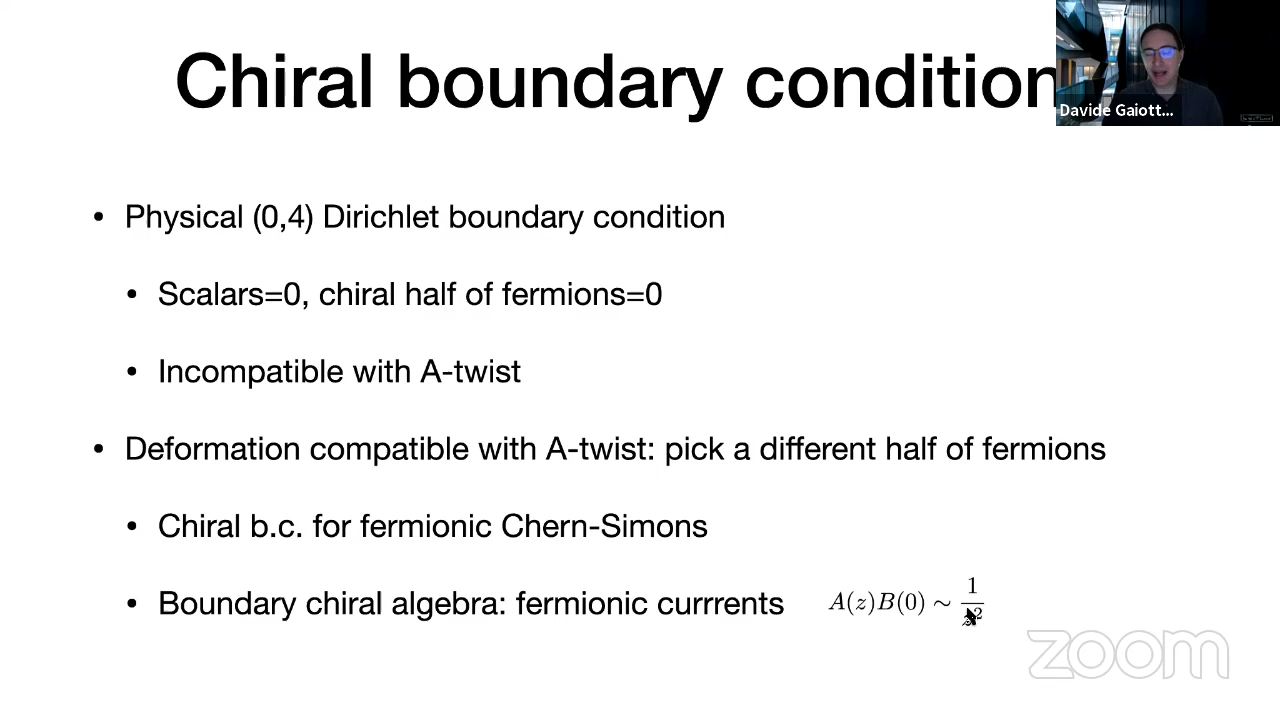 Chiral boundary condition
Davide Gaiott...
• Physical (0,4) Dirichlet boundary condition
• Scalars=0, chiral half of fermions=0
• Incompatible with A-twist
• Deformation compatible with A-twist: pick a different half of fermions
• Chiral b.c. for fermionic Chern-Simons
• Boundary chiral algebra: fermionic currrents A(z)B(0) ∼ 1/z²
zoom